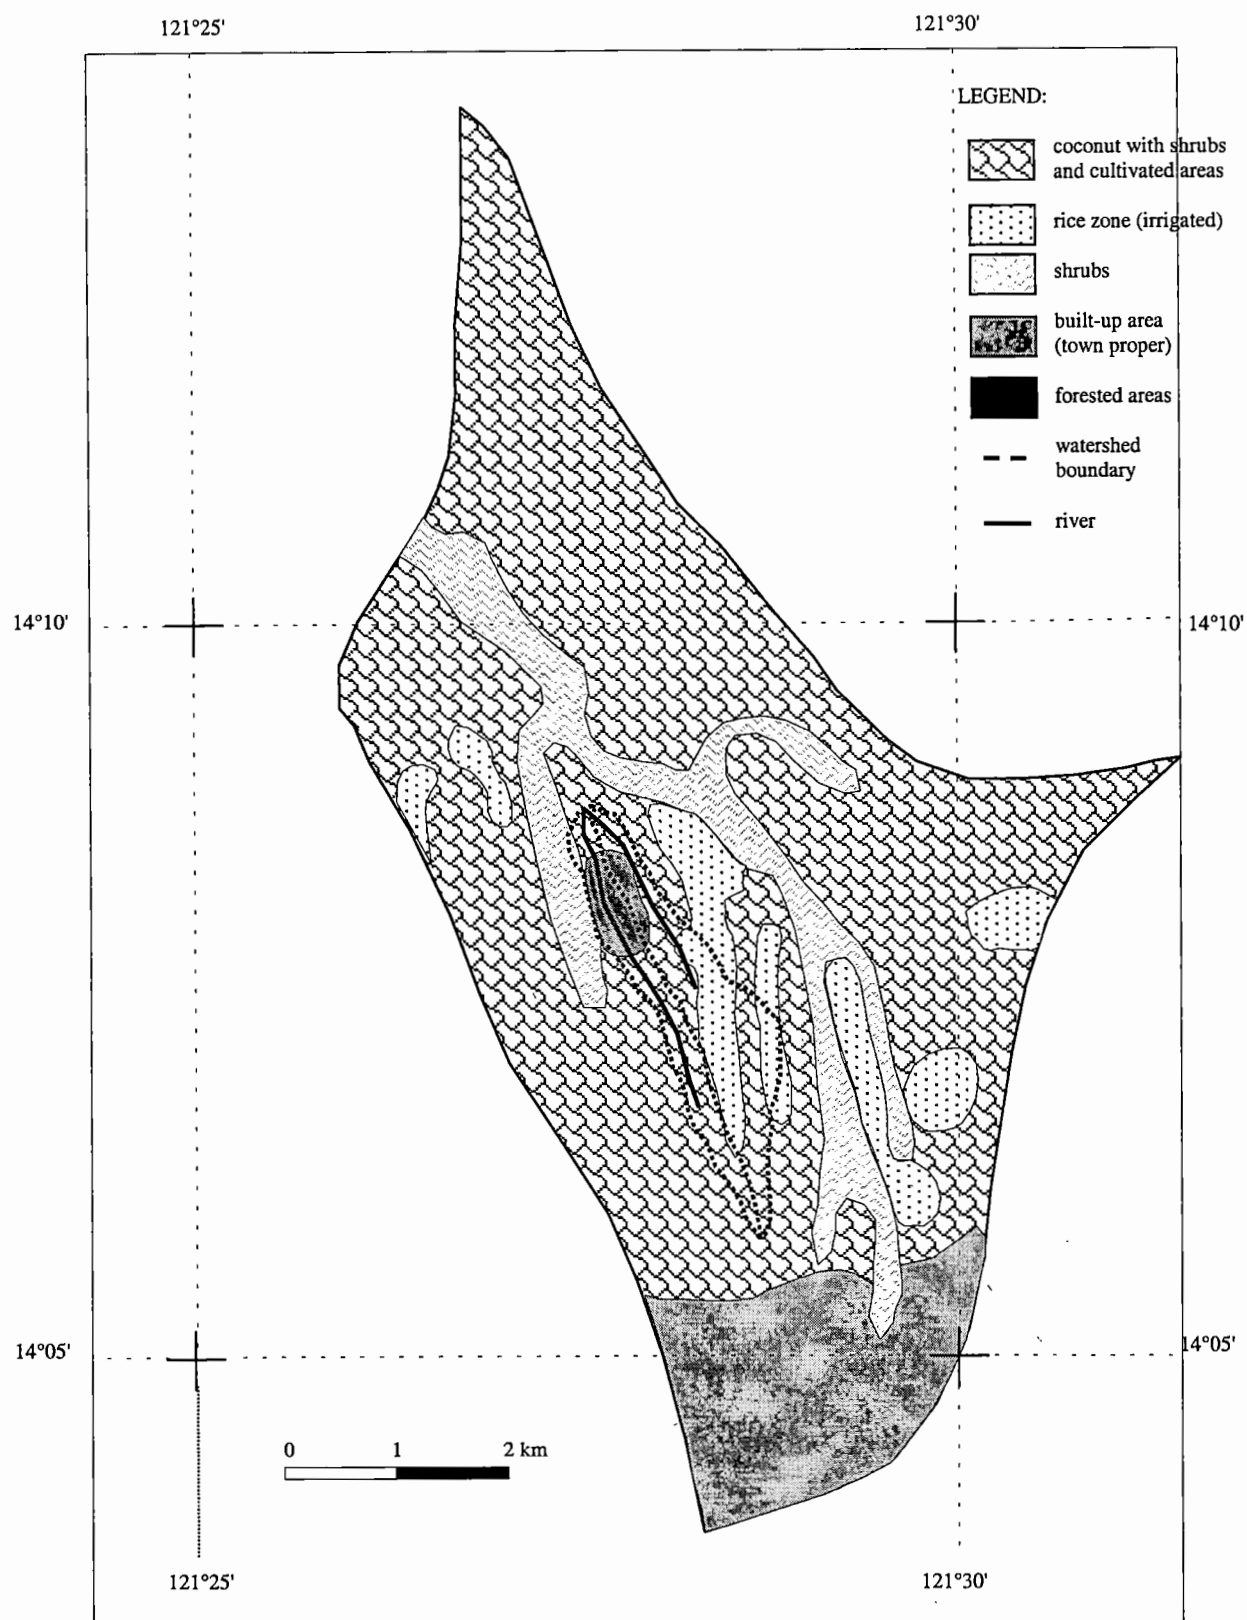 121°25'
121°30'
LEGEND:
coconut with shrubs
and cultivated areas
rice zone (irrigated)
shrubs
built-up area
(town proper)
forested areas
watershed
boundary
river
14°10'
14°10'
14°05'
14°05'
0 1 2 km
121°25'
121°30'